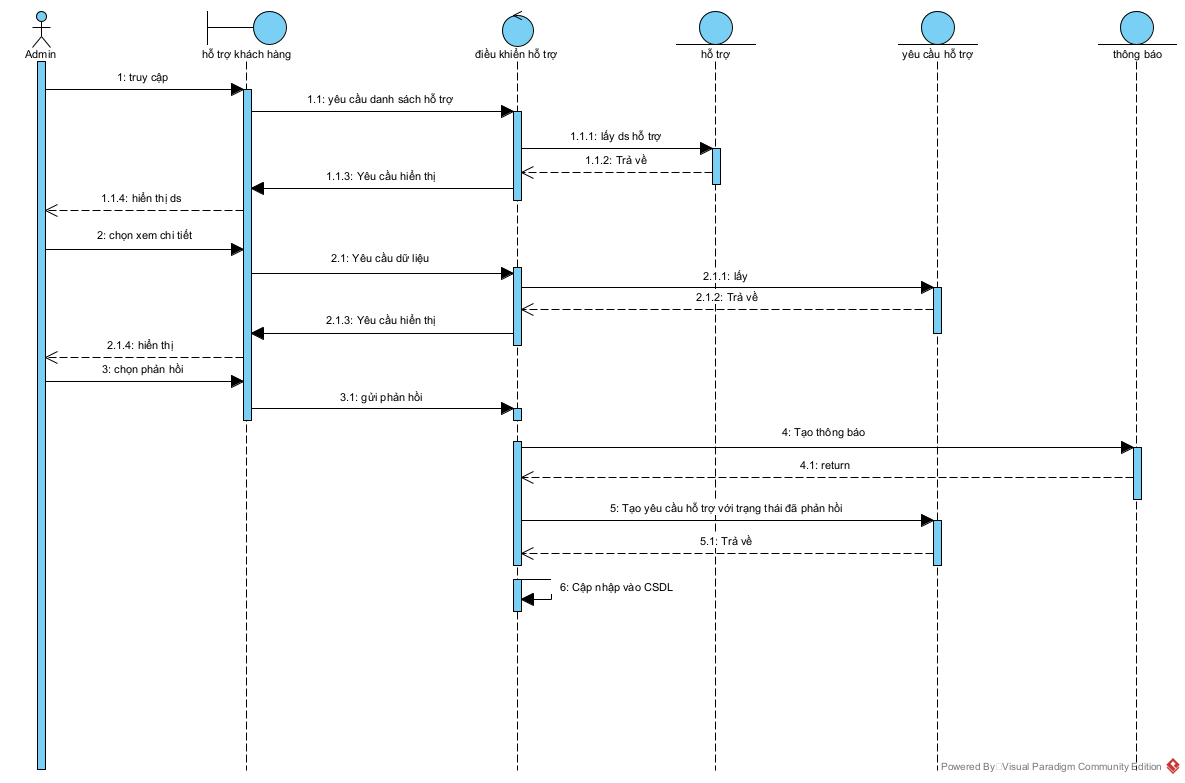 Admin
hỗ trợ khách hàng
điều khiển hỗ trợ
hỗ trợ
yêu cầu hỗ trợ
thông báo
1: truy cập
1.1: yêu cầu danh sách hỗ trợ
1.1.1: lấy ds hỗ trợ
1.1.2: Trả về
1.1.3: Yêu cầu hiển thị
1.1.4: hiển thị ds
2: chọn xem chi tiết
2.1: Yêu cầu dữ liệu
2.1.1: lấy
2.1.2: Trả về
2.1.3: Yêu cầu hiển thị
2.1.4: hiển thị
3: chọn phản hồi
3.1: gửi phản hồi
4: Tạo thông báo
4.1: return
5: Tạo yêu cầu hỗ trợ với trạng thái đã phản hồi
5.1: Trả về
6: Cập nhập vào CSDL
Powered By Visual Paradigm Community Edition